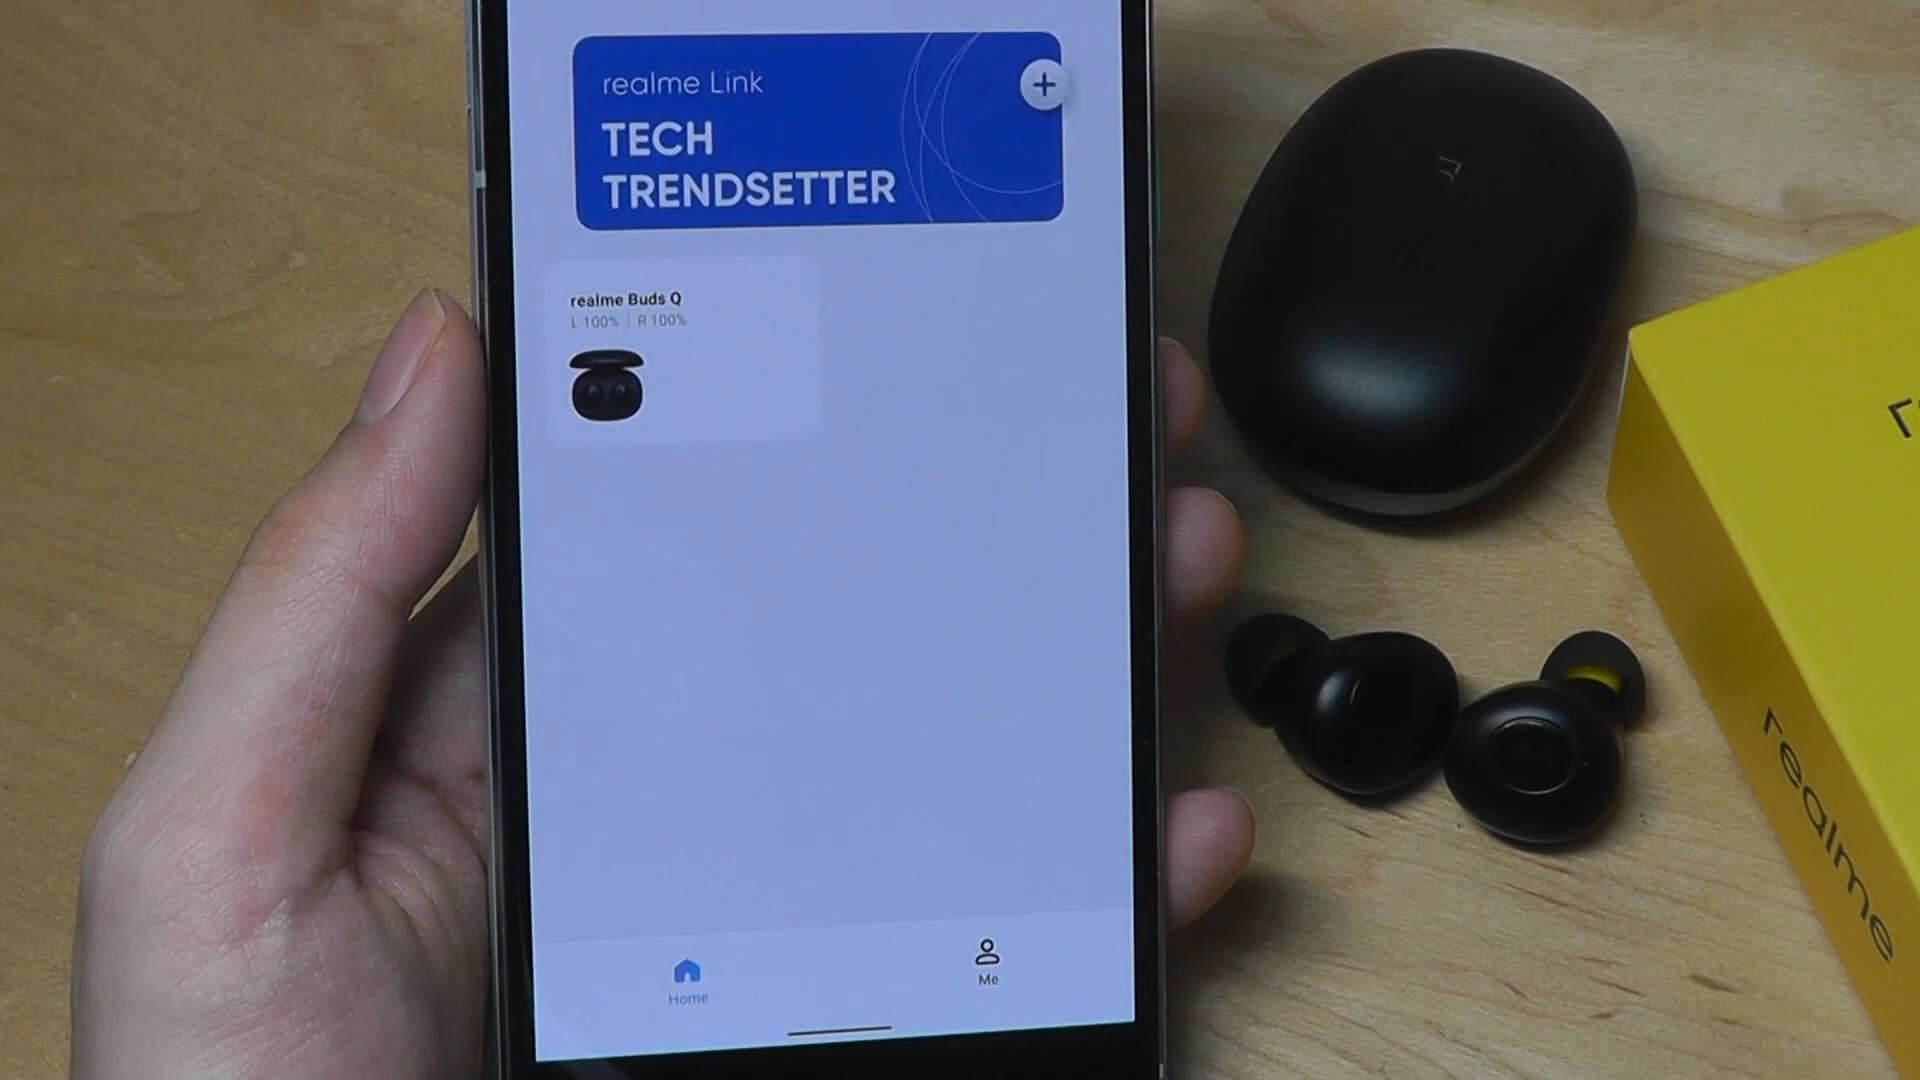 realme Link
TECH
TRENDSETTER
realme Buds Q
L 100% | R 100%
Home
Me
realme